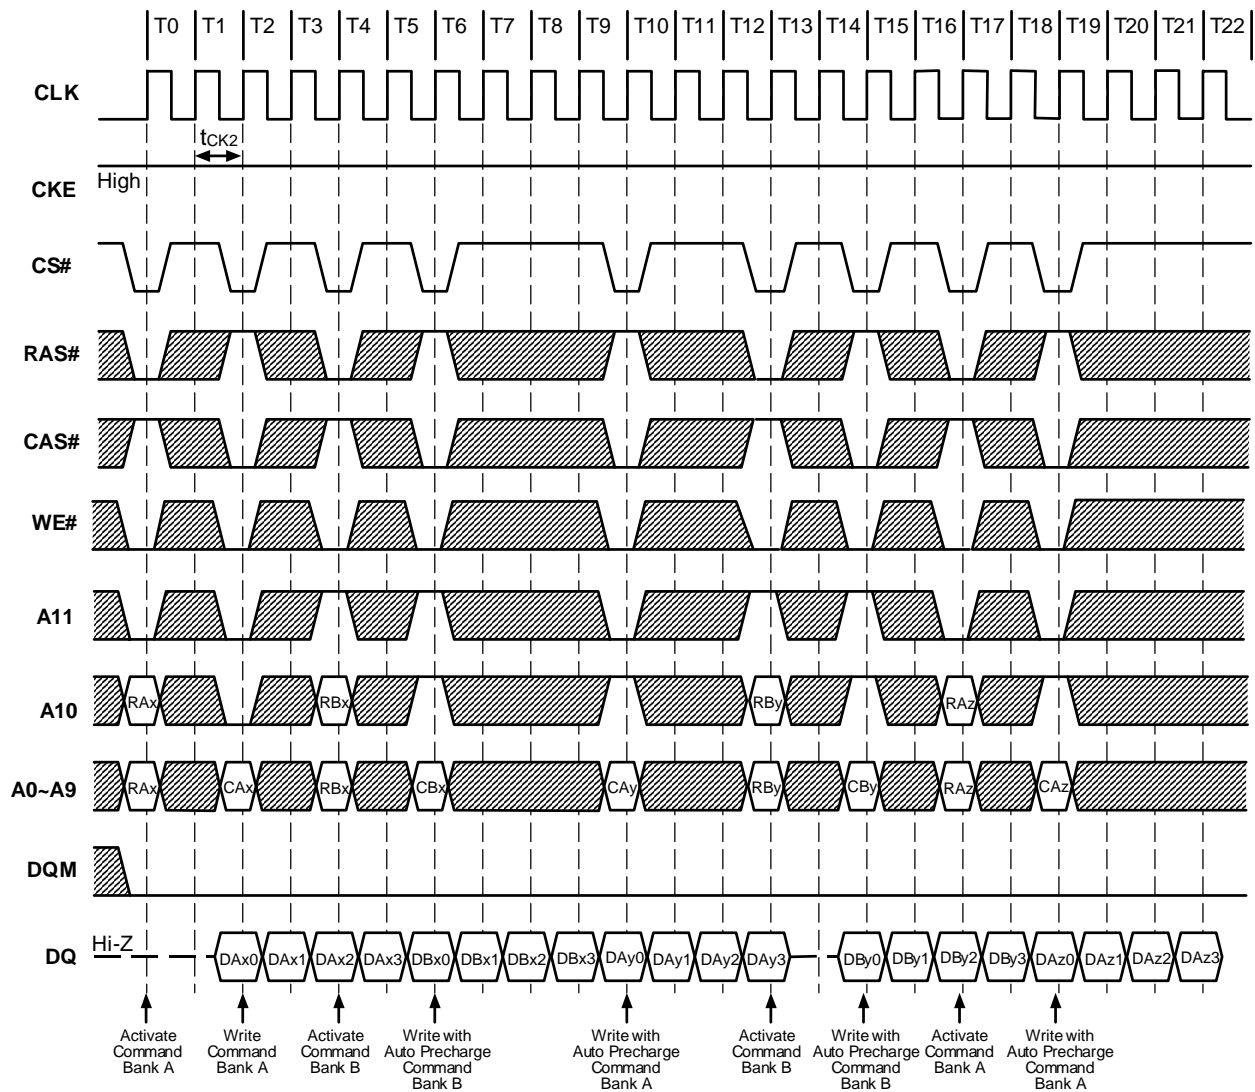 T0 T1 T2 T3 T4 T5 T6 T7 T8 T9 T10 T11 T12 T13 T14 T15 T16 T17 T18 T19 T20 T21 T22
CLK
tCK2
High
CKE
CS#
RAS#
CAS#
WE#
A11
A10 RAx RBx RBy RAz
A0~A9 RAx CAx RBx CBx CAy RBy CBy RAz CAz
DQM
DQ Hi-Z DAx0 DAx1 DAx2 DAx3 DBx0 DBx1 DBx2 DBx3 DAy0 DAy1 DAy2 DAy3 DBy0 DBy1 DBy2 DBy3 DAz0 DAz1 DAz2 DAz3
Activate
Command
Bank A
Write
Command
Bank A
Activate
Command
Bank B
Write with
Auto Precharge
Command
Bank B
Write with
Auto Precharge
Command
Bank A
Activate
Command
Bank B
Write with
Auto Precharge
Command
Bank B
Activate
Command
Bank A
Write with
Auto Precharge
Command
Bank A